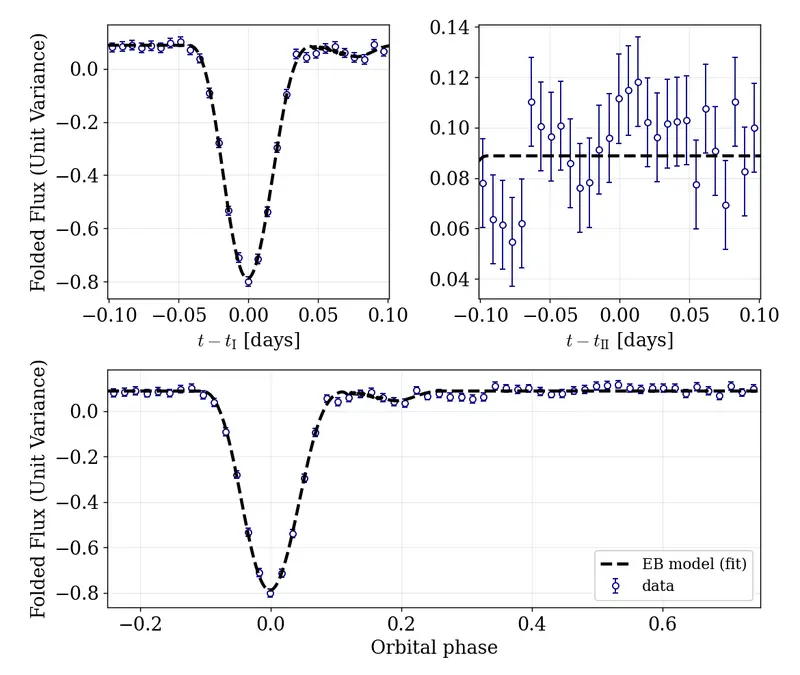 Folded Flux (Unit Variance)
0.0
−0.2
−0.4
−0.6
−0.8
−0.10 −0.05 0.00 0.05 0.10
t − tI [days]
0.14
0.12
0.10
0.08
0.06
0.04
−0.10 −0.05 0.00 0.05 0.10
t − tII [days]
Folded Flux (Unit Variance)
0.0
−0.2
−0.4
−0.6
−0.8
EB model (fit)
data
−0.2 0.0 0.2 0.4 0.6
Orbital phase